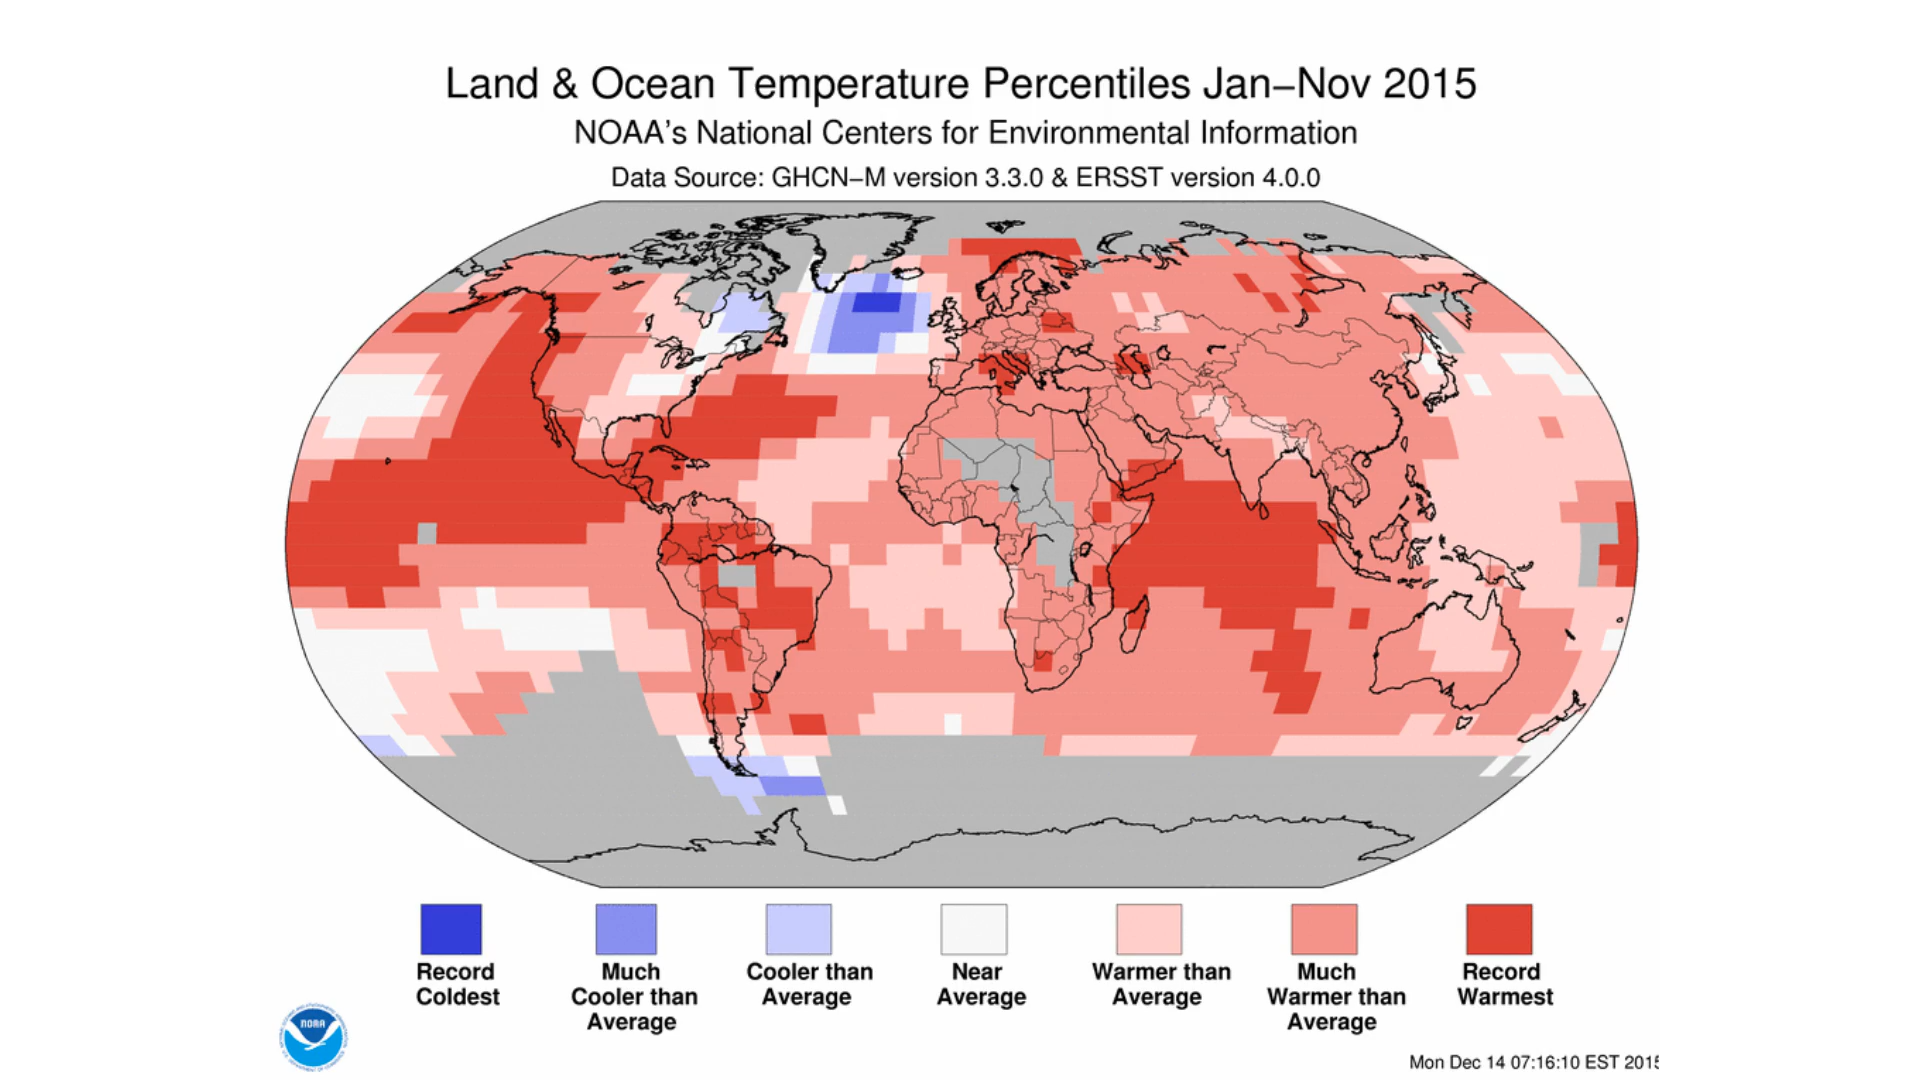 Land & Ocean Temperature Percentiles Jan–Nov 2015
NOAA's National Centers for Environmental Information
Data Source: GHCN–M version 3.3.0 & ERSST version 4.0.0
Record
Coldest
Much
Cooler than
Average
Cooler than
Average
Near
Average
Warmer than
Average
Much
Warmer than
Average
Record
Warmest
NOAA
Mon Dec 14 07:16:10 EST 2015